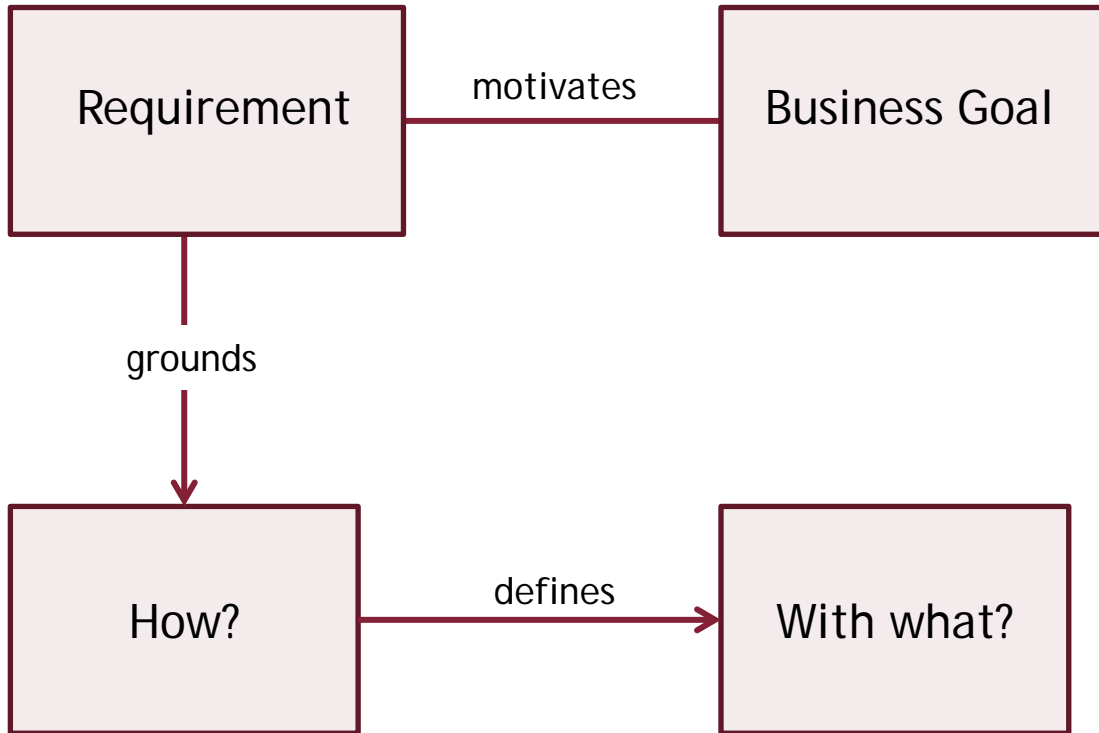 Requirement
motivates
Business Goal
grounds
How?
defines
With what?